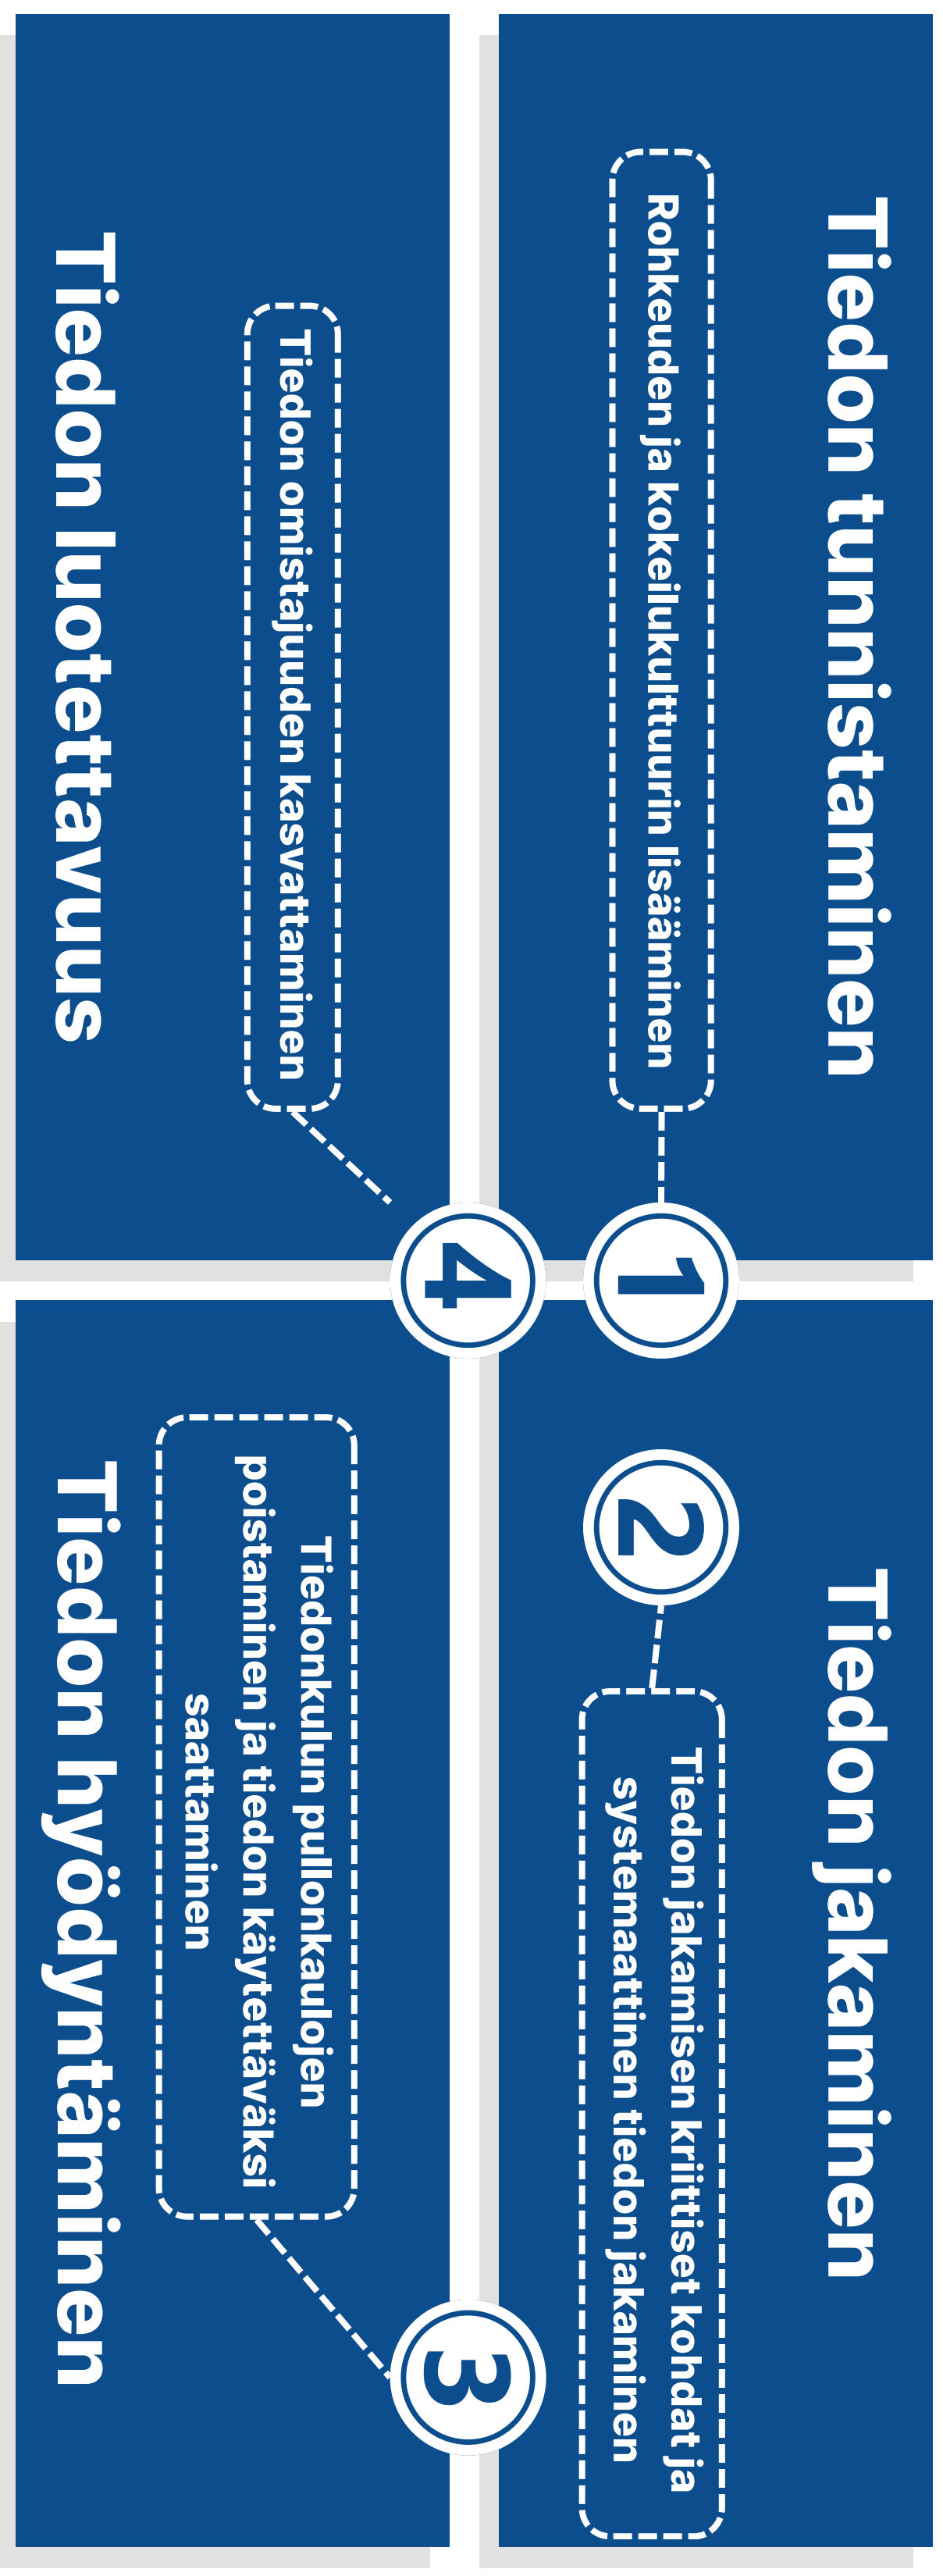 Tiedon tunnistaminen
Rohkeuden ja kokeilukulttuurin lisääminen
1
Tiedon jakaminen
2
Tiedon jakamisen kriittiset kohdat ja
systemaattinen tiedon jakaminen
Tiedonkulun pullonkaulojen
poistaminen ja tiedon käytettäväksi
saattaminen
3
Tiedon hyödyntäminen
4
Tiedon omistajuuden kasvattaminen
Tiedon luotettavuus